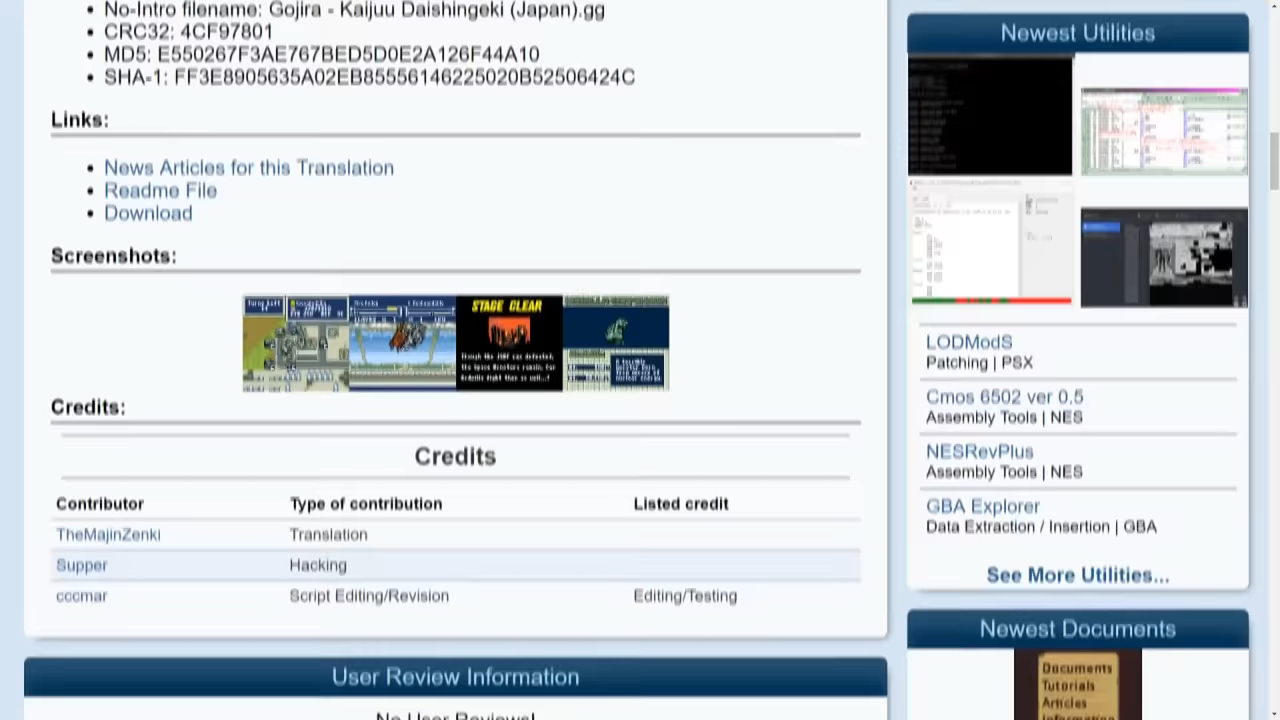 No-Intro filename: Gojira - Kaijuu Daishingeki (Japan).gg
CRC32: 4CF97801
MD5: E550267F3AE767BED5D0E2A126F44A10
SHA-1: FF3E8905635A02EB85556146225020B52506424C
Links:
News Articles for this Translation
Readme File
Download
Screenshots:
STAGE CLEAR
Credits:
Credits
Contributor Type of contribution Listed credit
TheMajinZenki Translation
Supper Hacking
cccmar Script Editing/Revision Editing/Testing
User Review Information
No User Reviews!
Newest Utilities
LODModS
Patching | PSX
Cmos 6502 ver 0.5
Assembly Tools | NES
NESRevPlus
Assembly Tools | NES
GBA Explorer
Data Extraction / Insertion | GBA
See More Utilities...
Newest Documents
Documents
Tutorials
Articles
Information